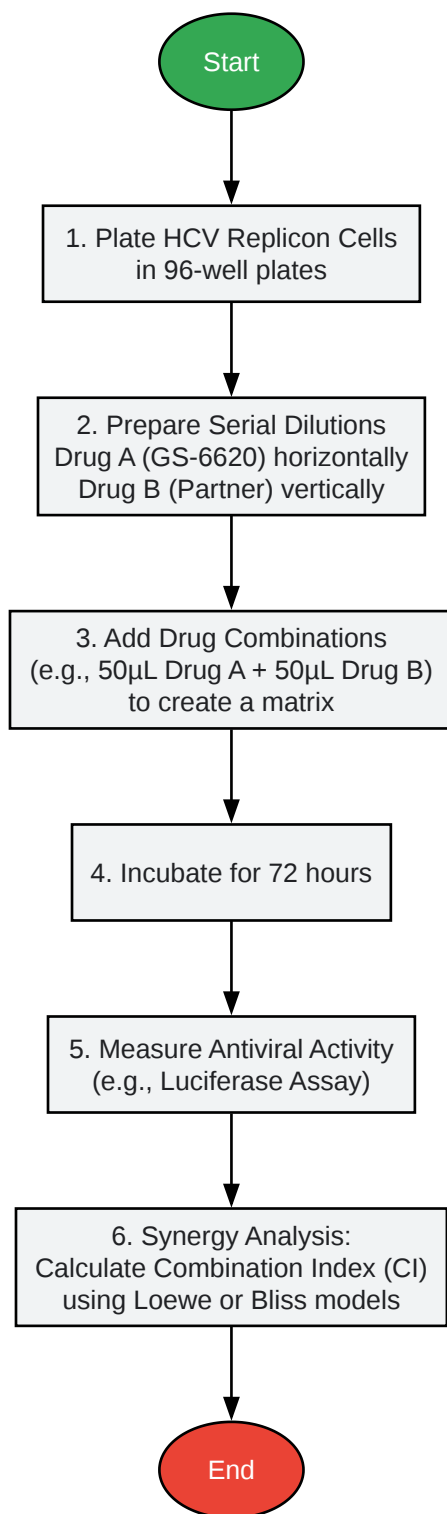 Start
1. Plate HCV Replicon Cells
in 96-well plates
2. Prepare Serial Dilutions
Drug A (GS-6620) horizontally
Drug B (Partner) vertically
3. Add Drug Combinations
(e.g., 50µL Drug A + 50µL Drug B)
to create a matrix
4. Incubate for 72 hours
5. Measure Antiviral Activity
(e.g., Luciferase Assay)
6. Synergy Analysis:
Calculate Combination Index (CI)
using Loewe or Bliss models
End